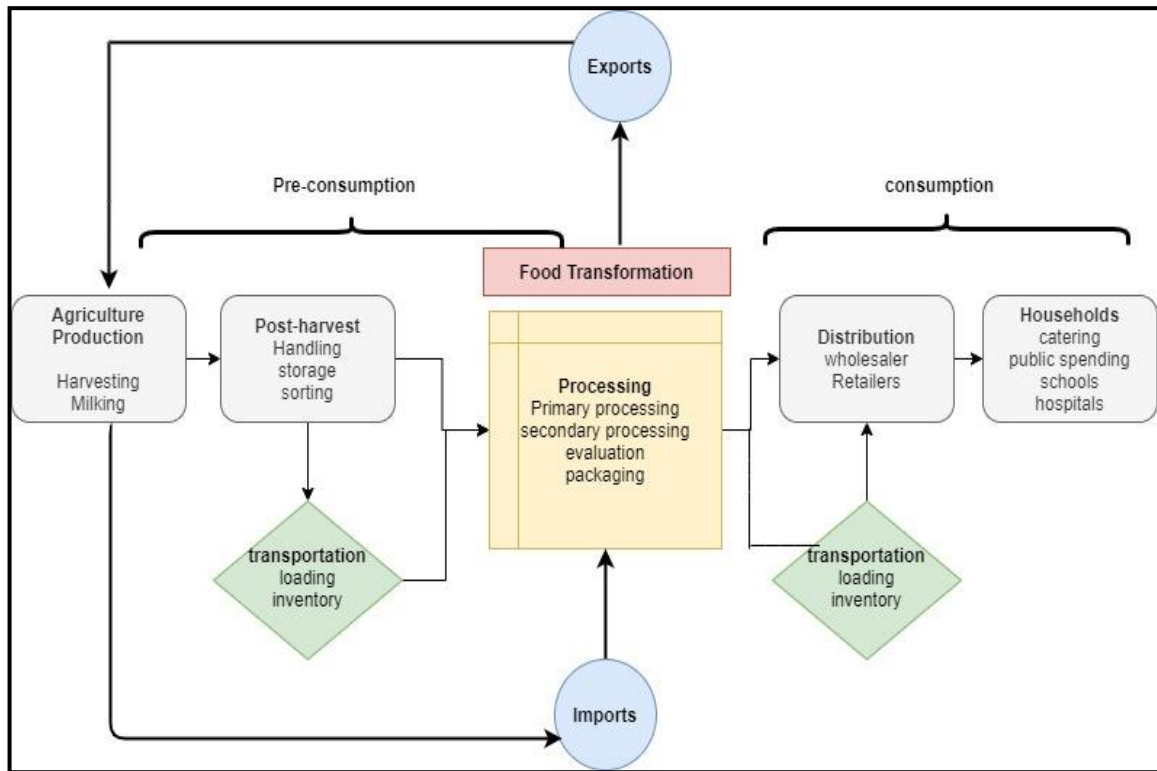 Exports
Pre-consumption
consumption
Food Transformation
Agriculture
Production
Harvesting
Milking
Post-harvest
Handling
storage
sorting
Processing
Primary processing
secondary processing
evaluation
packaging
Distribution
wholesaler
Retailers
Households
catering
public spending
schools
hospitals
transportation
loading
inventory
transportation
loading
inventory
Imports